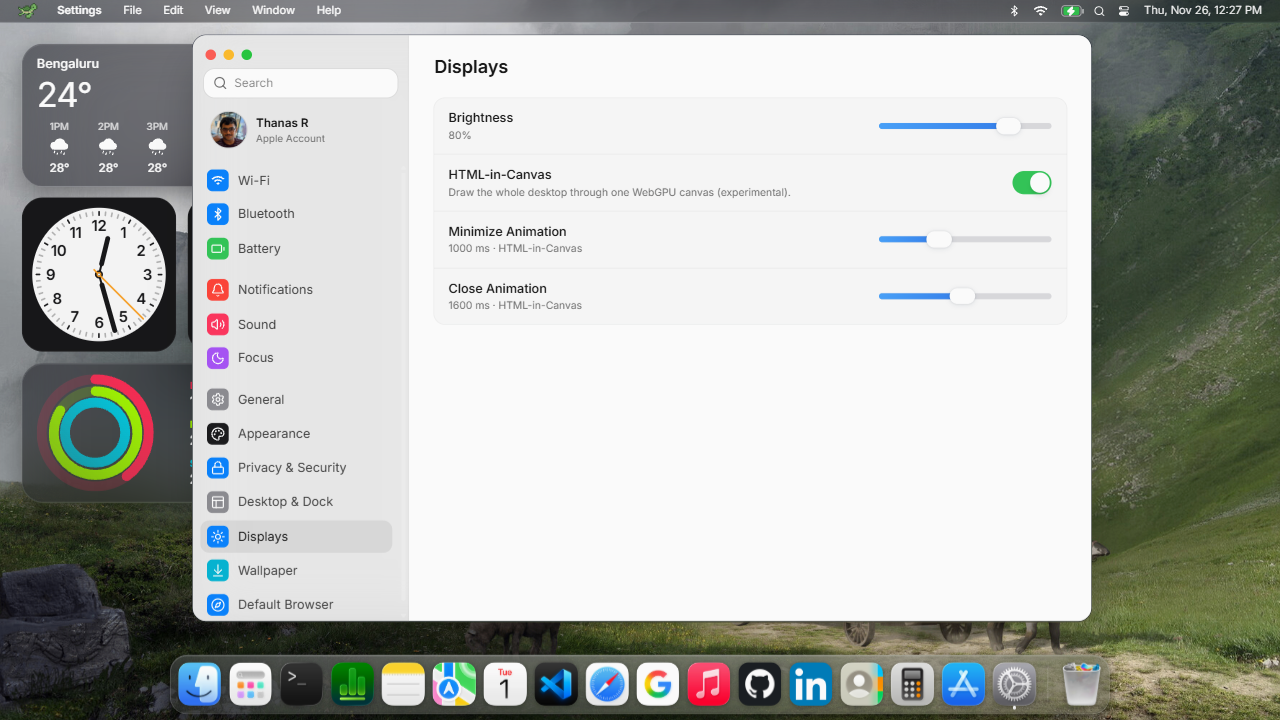 Settings File Edit View Window Help
Thu, Nov 26, 12:27 PM
Bengaluru
24°
1PM 2PM 3PM
28° 28° 28°
12 1 2 3 4 5 6 7 8 9 10 11
Search
Thanas R
Apple Account
Wi-Fi
Bluetooth
Battery
Notifications
Sound
Focus
General
Appearance
Privacy & Security
Desktop & Dock
Displays
Wallpaper
Default Browser
Displays
Brightness
80%
HTML-in-Canvas
Draw the whole desktop through one WebGPU canvas (experimental).
Minimize Animation
1000 ms · HTML-in-Canvas
Close Animation
1600 ms · HTML-in-Canvas
>_
Tue
1
G
in